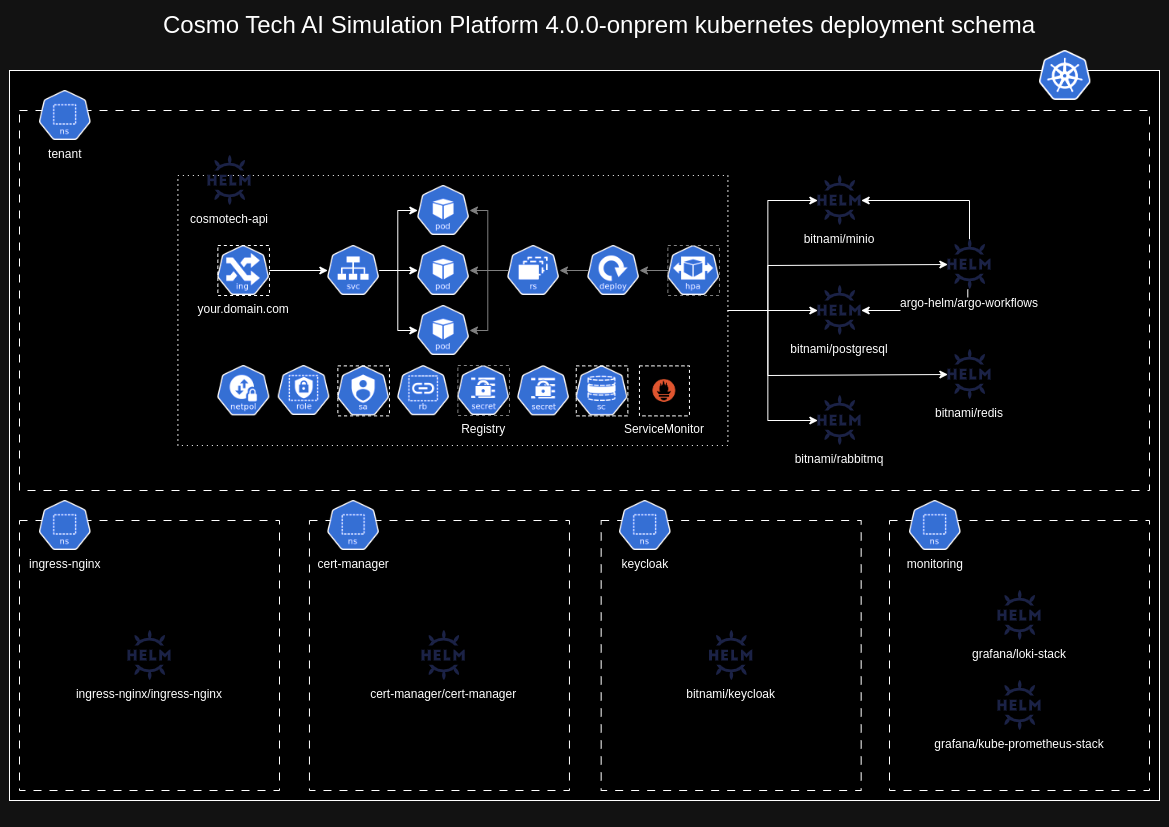 Cosmo Tech AI Simulation Platform 4.0.0-onprem kubernetes deployment schema
ns
tenant
HELM
cosmotech-api
ing
your.domain.com
svc
pod
pod
pod
rs
deploy
hpa
netpol
role
sa
rb
secret
Registry
secret
sc
ServiceMonitor
HELM
bitnami/minio
HELM
argo-helm/argo-workflows
HELM
bitnami/postgresql
HELM
bitnami/redis
HELM
bitnami/rabbitmq
ns
ingress-nginx
HELM
ingress-nginx/ingress-nginx
ns
cert-manager
HELM
cert-manager/cert-manager
ns
keycloak
HELM
bitnami/keycloak
ns
monitoring
HELM
grafana/loki-stack
HELM
grafana/kube-prometheus-stack